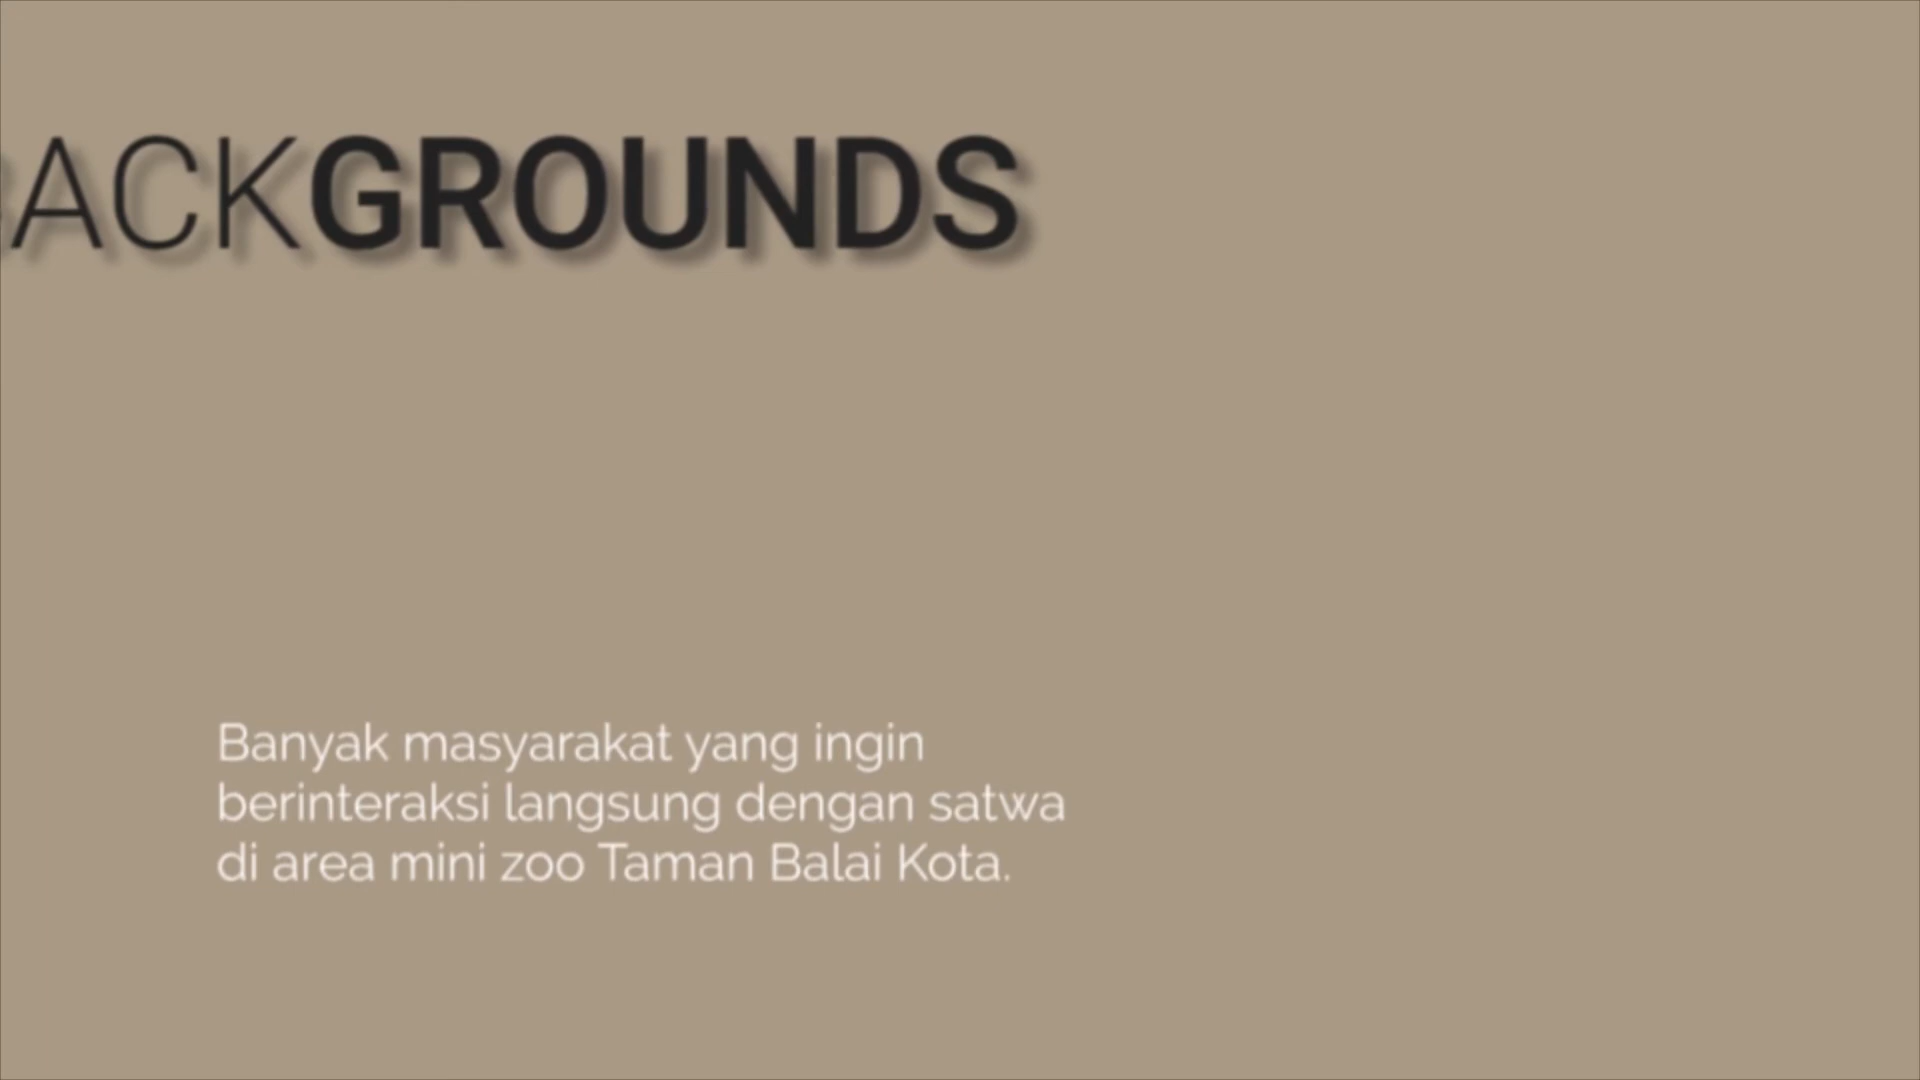 ACKGROUNDS
Banyak masyarakat yang ingin
berinteraksi langsung dengan satwa
di area mini zoo Taman Balai Kota.